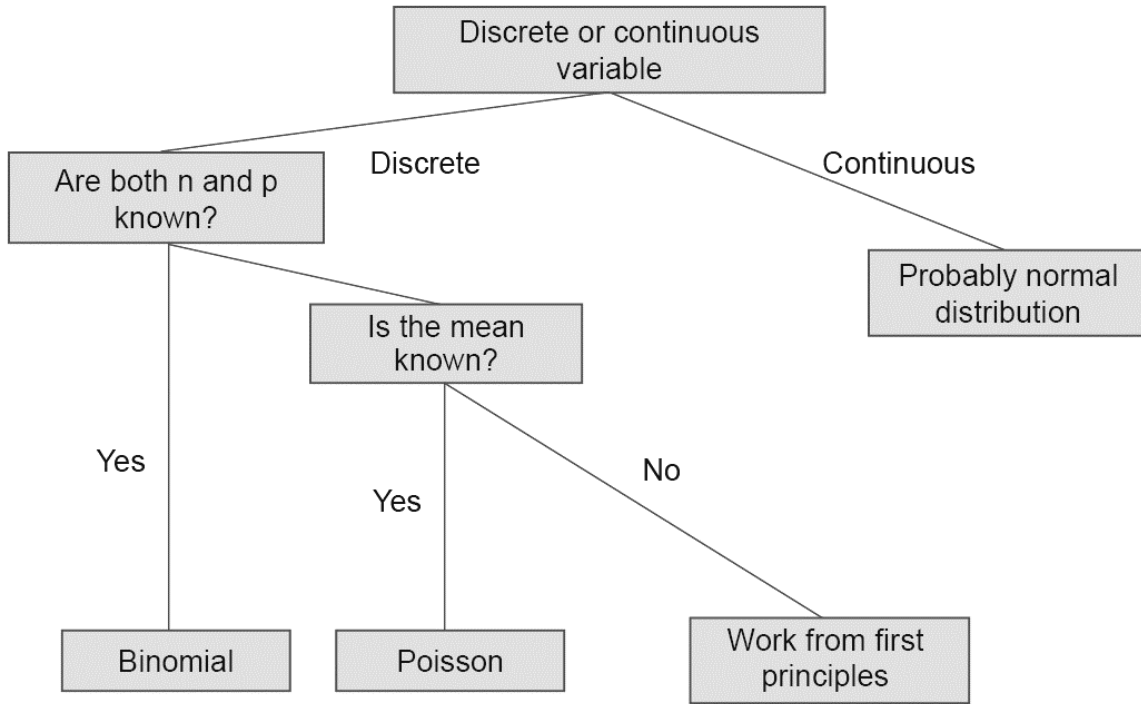 Discrete or continuous
variable
Discrete
Continuous
Are both n and p
known?
Probably normal
distribution
Is the mean
known?
Yes
Yes
No
Binomial
Poisson
Work from first
principles